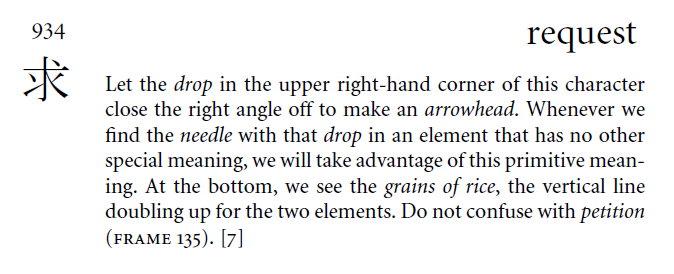 934
request
求
Let the drop in the upper right-hand corner of this character
close the right angle off to make an arrowhead. Whenever we
find the needle with that drop in an element that has no other
special meaning, we will take advantage of this primitive mean-
ing. At the bottom, we see the grains of rice, the vertical line
doubling up for the two elements. Do not confuse with petition
(FRAME 135). [7]